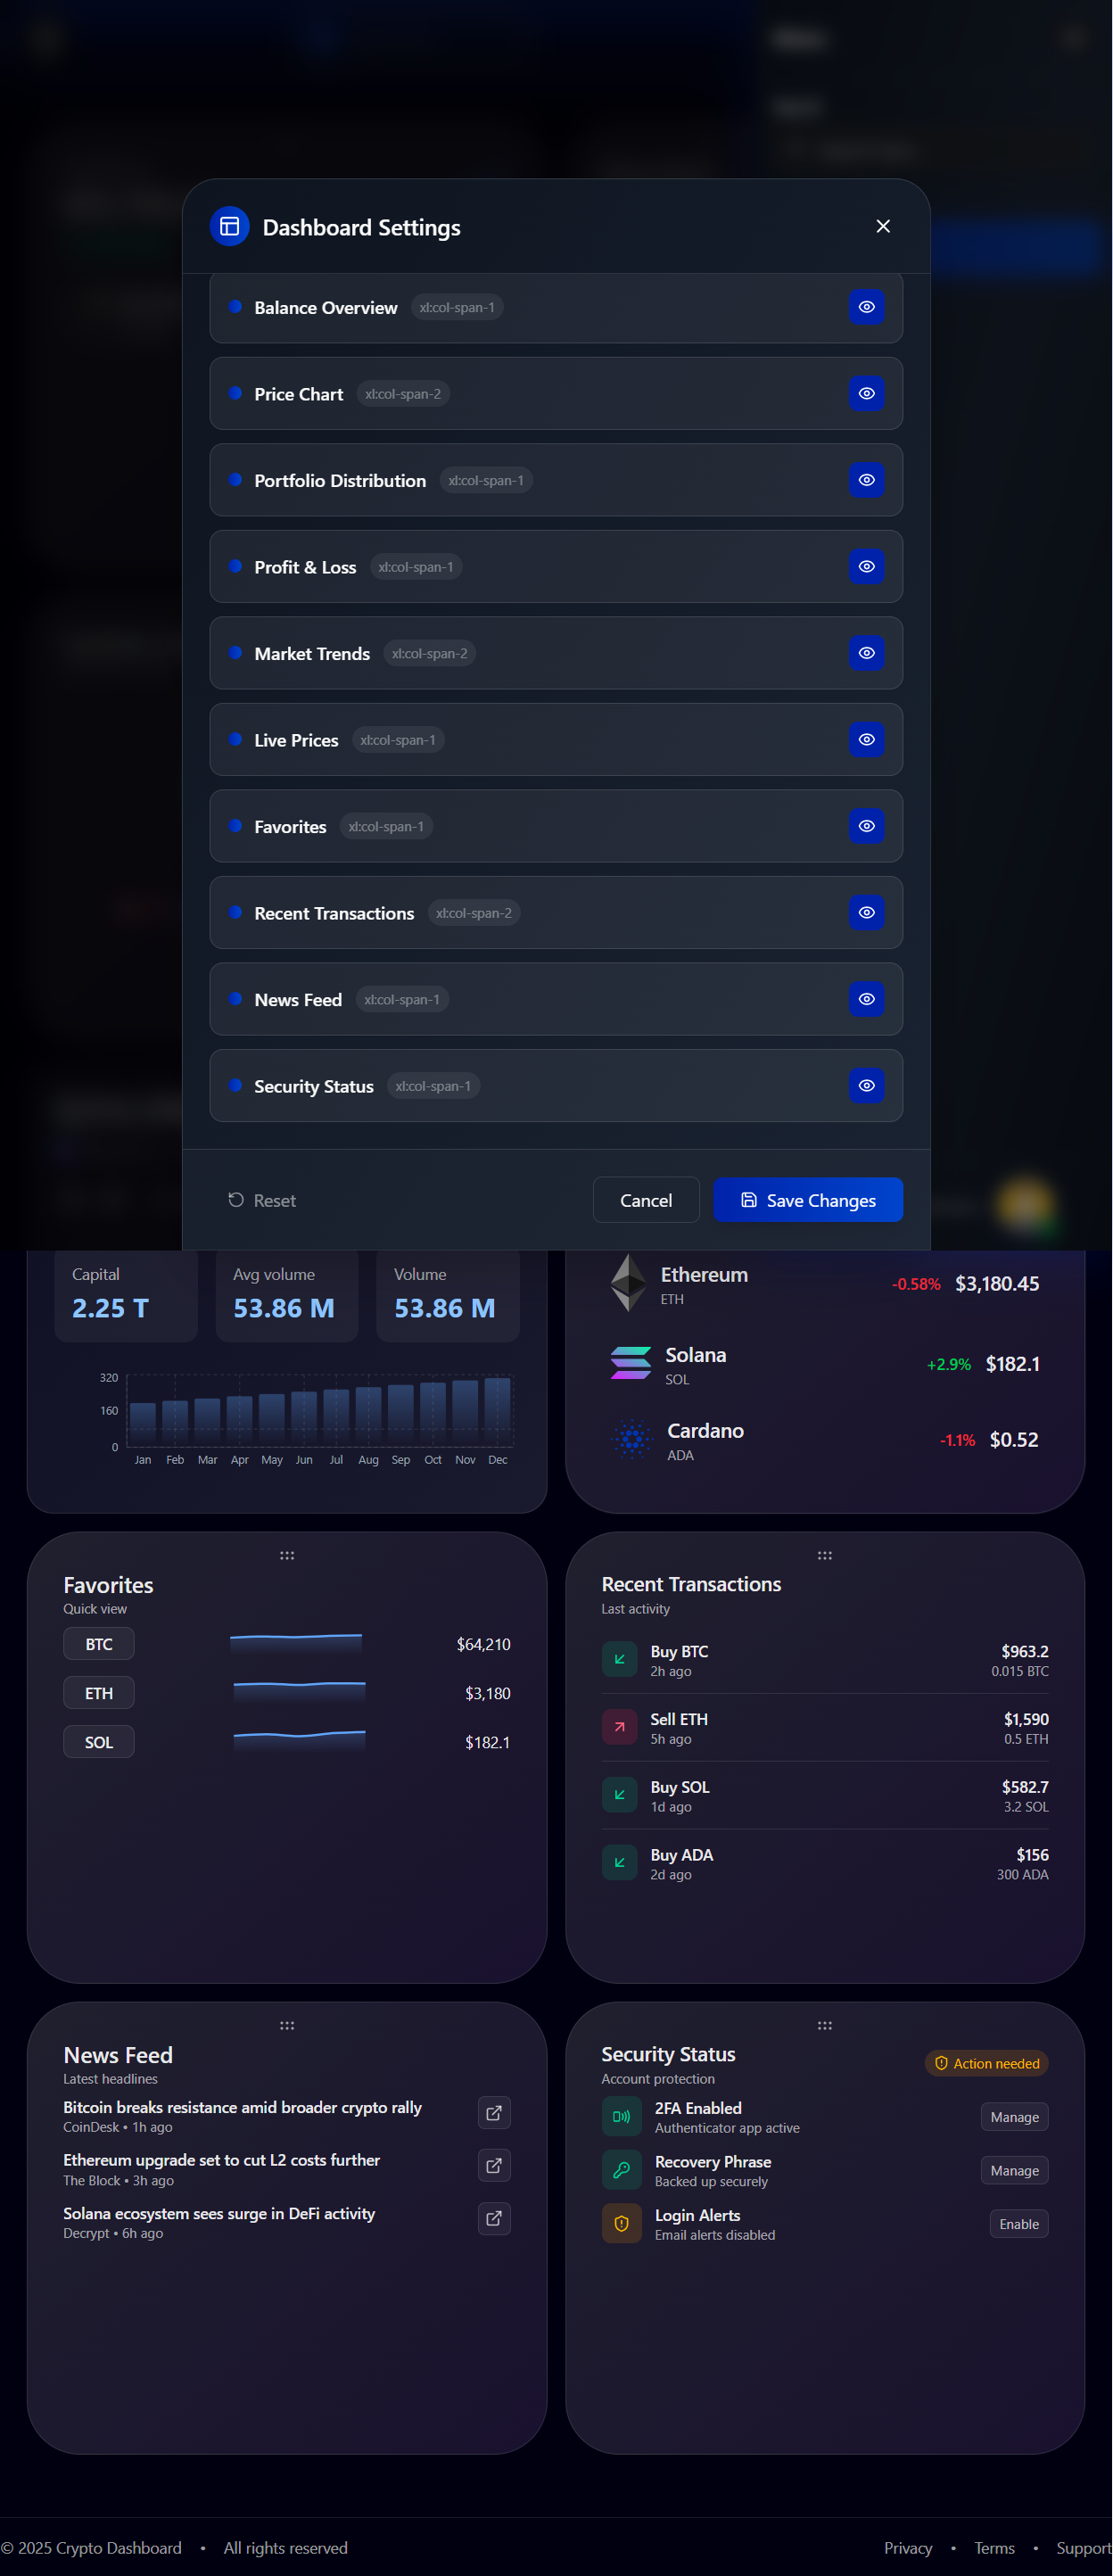 Dashboard Settings
Balance Overview xl:col-span-1
Price Chart xl:col-span-2
Portfolio Distribution xl:col-span-1
Profit & Loss xl:col-span-1
Market Trends xl:col-span-2
Live Prices xl:col-span-1
Favorites xl:col-span-1
Recent Transactions xl:col-span-2
News Feed xl:col-span-1
Security Status xl:col-span-1
Reset Cancel Save Changes
Capital Avg volume Volume
2.25 T 53.86 M 53.86 M
320
160
0
Jan Feb Mar Apr May Jun Jul Aug Sep Oct Nov Dec
Ethereum -0.58% $3,180.45
ETH
Solana +2.9% $182.1
SOL
Cardano -1.1% $0.52
ADA
Favorites
Quick view
BTC $64,210
ETH $3,180
SOL $182.1
Recent Transactions
Last activity
Buy BTC $963.2
2h ago 0.015 BTC
Sell ETH $1,590
5h ago 0.5 ETH
Buy SOL $582.7
1d ago 3.2 SOL
Buy ADA $156
2d ago 300 ADA
News Feed
Latest headlines
Bitcoin breaks resistance amid broader crypto rally
CoinDesk • 1h ago
Ethereum upgrade set to cut L2 costs further
The Block • 3h ago
Solana ecosystem sees surge in DeFi activity
Decrypt • 6h ago
Security Status Action needed
Account protection
2FA Enabled
Authenticator app active
Manage
Recovery Phrase
Backed up securely
Manage
Login Alerts
Email alerts disabled
Enable
© 2025 Crypto Dashboard • All rights reserved Privacy • Terms • Support